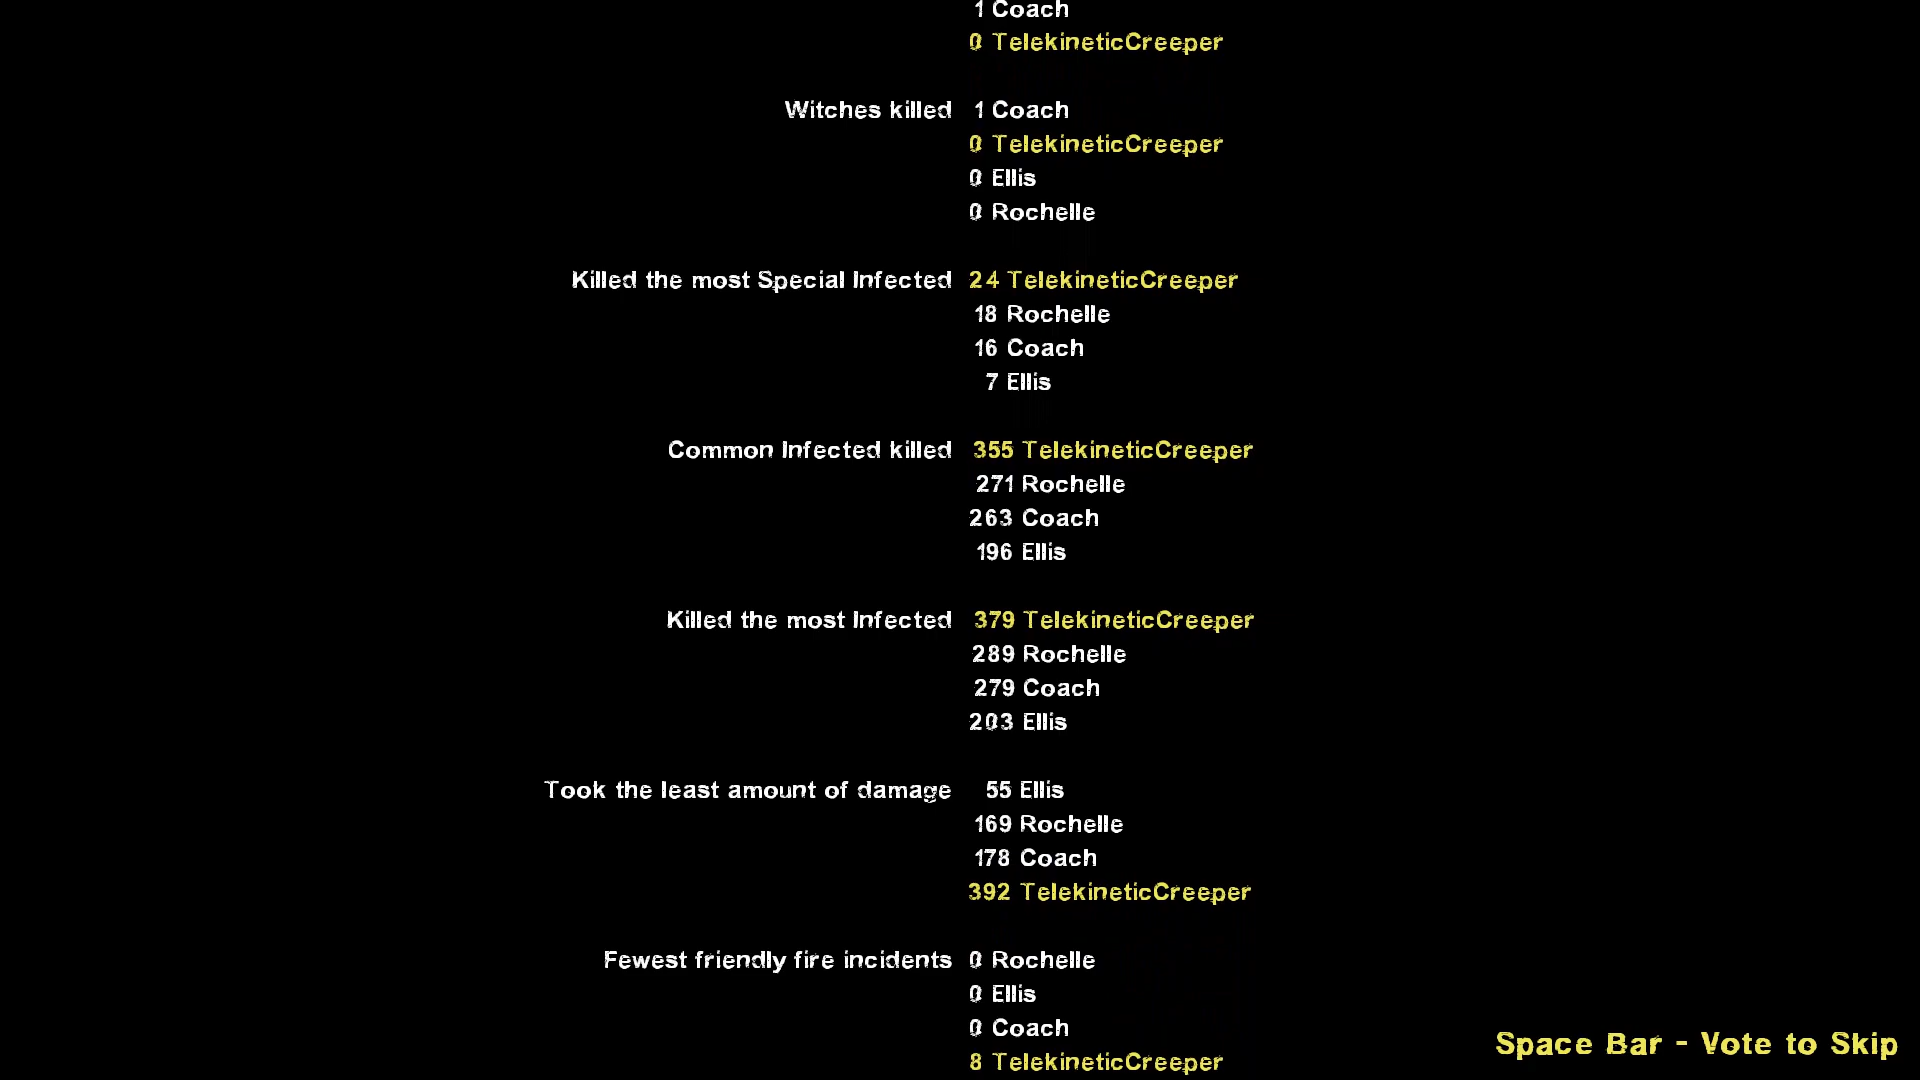 1 Coach
0 TelekineticCreeper
Witches killed 1 Coach
0 TelekineticCreeper
0 Ellis
0 Rochelle
Killed the most Special Infected 24 TelekineticCreeper
18 Rochelle
16 Coach
7 Ellis
Common Infected killed 355 TelekineticCreeper
271 Rochelle
263 Coach
196 Ellis
Killed the most Infected 379 TelekineticCreeper
289 Rochelle
279 Coach
203 Ellis
Took the least amount of damage 55 Ellis
169 Rochelle
178 Coach
392 TelekineticCreeper
Fewest friendly fire incidents 0 Rochelle
0 Ellis
0 Coach
8 TelekineticCreeper
Space Bar - Vote to Skip